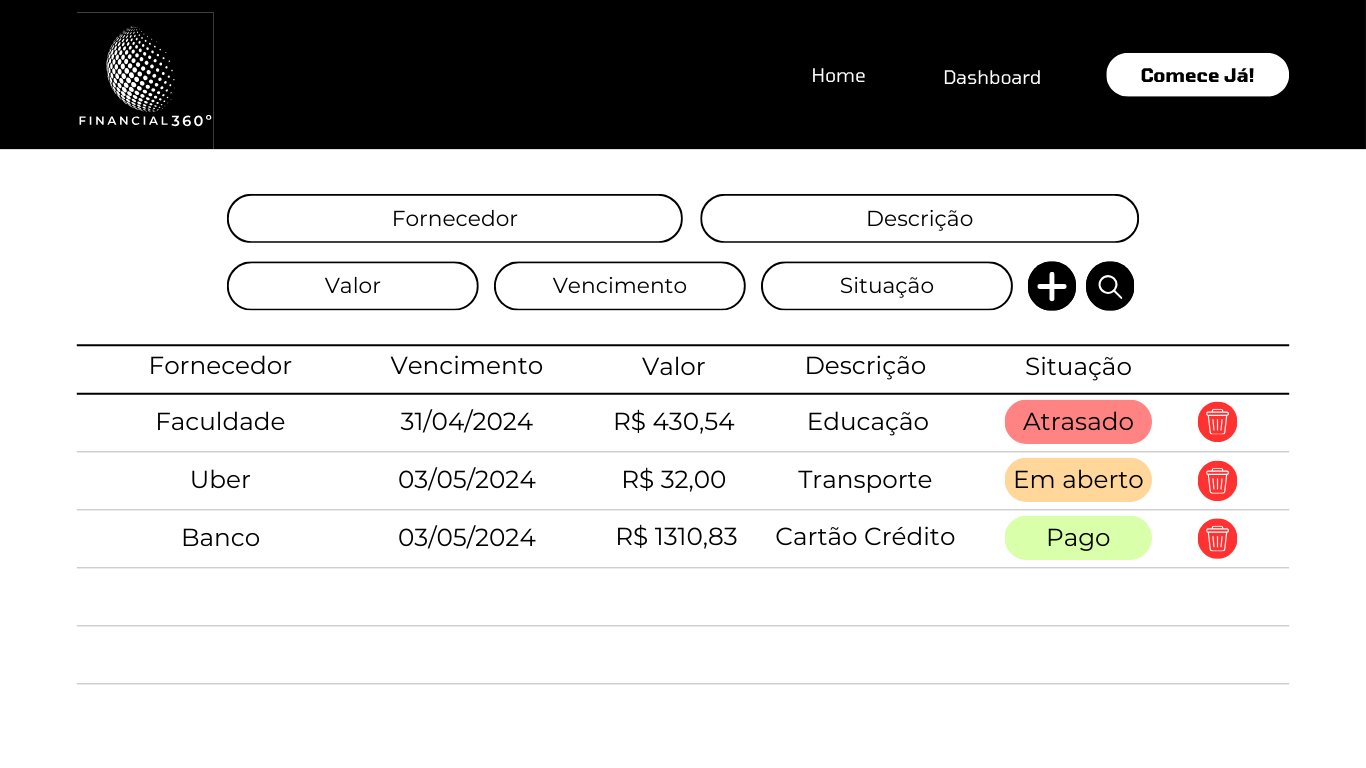 FINANCIAL360°
Home Dashboard Comece Já!
Fornecedor Descrição
Valor Vencimento Situação
Fornecedor Vencimento Valor Descrição Situação
Faculdade 31/04/2024 R$ 430,54 Educação Atrasado
Uber 03/05/2024 R$ 32,00 Transporte Em aberto
Banco 03/05/2024 R$ 1310,83 Cartão Crédito Pago